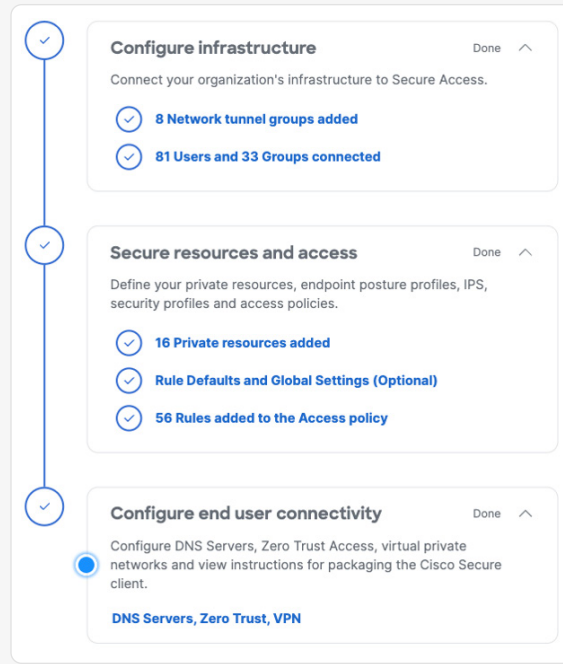 Configure infrastructure
Done
Connect your organization's infrastructure to Secure Access.
8 Network tunnel groups added
81 Users and 33 Groups connected
Secure resources and access
Done
Define your private resources, endpoint posture profiles, IPS,
security profiles and access policies.
16 Private resources added
Rule Defaults and Global Settings (Optional)
56 Rules added to the Access policy
Configure end user connectivity
Done
Configure DNS Servers, Zero Trust Access, virtual private
networks and view instructions for packaging the Cisco Secure
client.
DNS Servers, Zero Trust, VPN